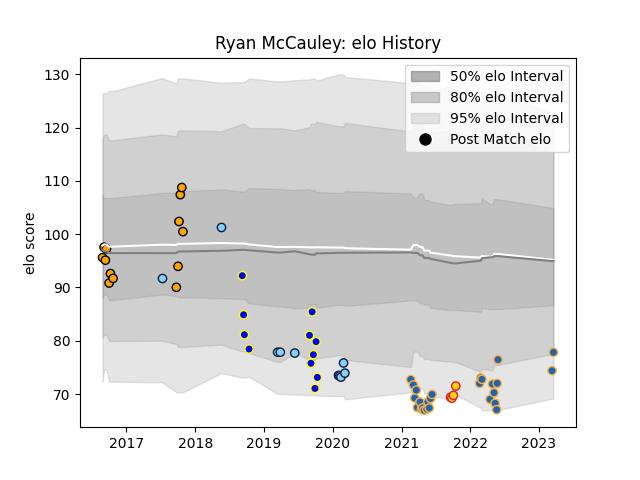 Ryan McCauley: elo History
elo score
130
120
110
100
90
80
70
50% elo Interval
80% elo Interval
95% elo Interval
Post Match elo
2017 2018 2019 2020 2021 2022 2023